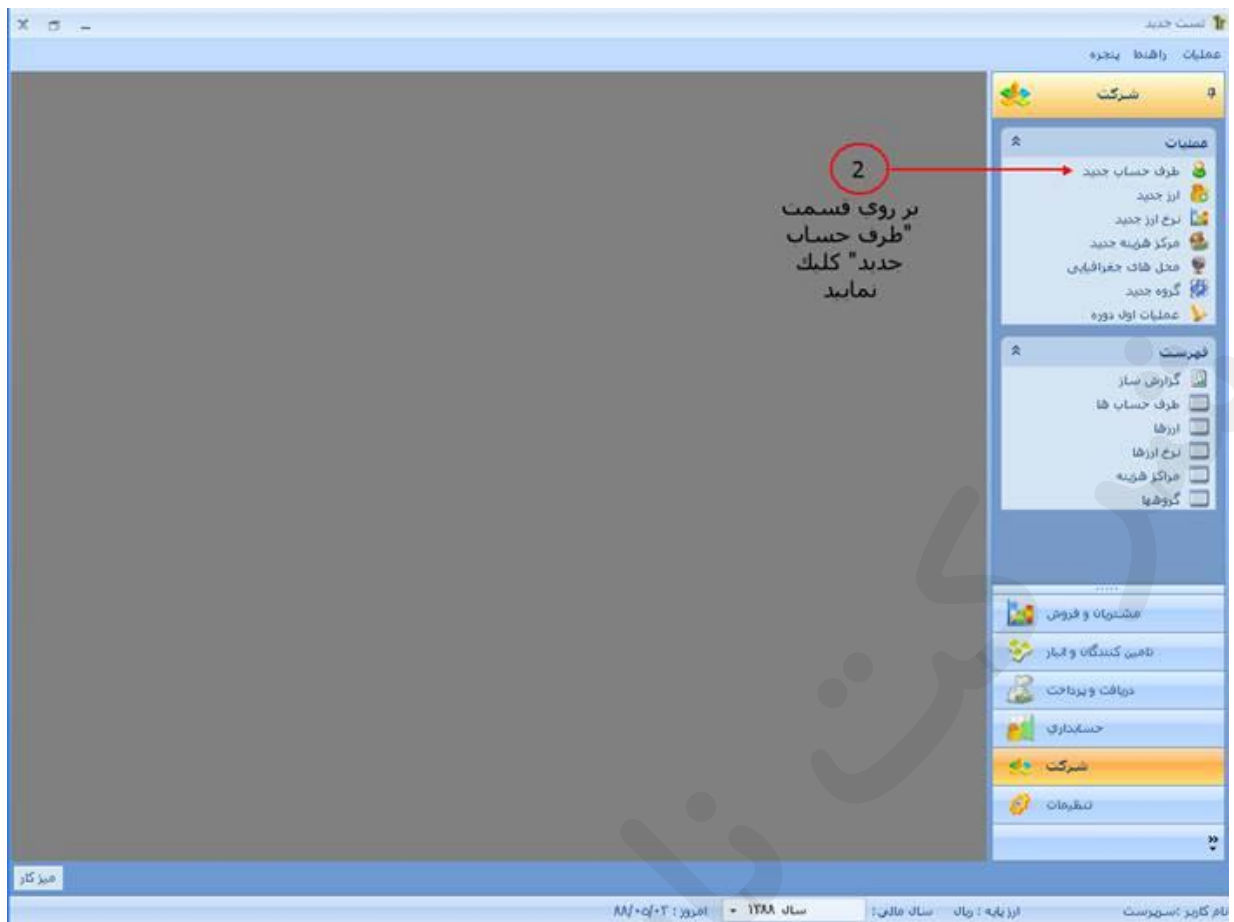 تست جدید
عملیات راهنما پنجره
شرکت
عملیات
طرف حساب جدید
ارز جدید
نرخ ارز جدید
مرکز هزینه جدید
محل های جغرافیایی
گروه جدید
عملیات اول دوره
2
بر روی قسمت
"طرف حساب
جدید" کلیك
نمایید
فهرست
گزارش ساز
طرف حساب ها
ارزها
نرخ ارزها
مراکز هزینه
گروهها
مشتریان و فروش
تامین کنندگان و انبار
دریافت و پرداخت
حسابداری
شرکت
تنظیمات
میز کار
نام کاربر :سرپرست ارز پایه : ریال سال مالی: سال ۱۳۸۸ امروز : ۸۸/۰۵/۰۳